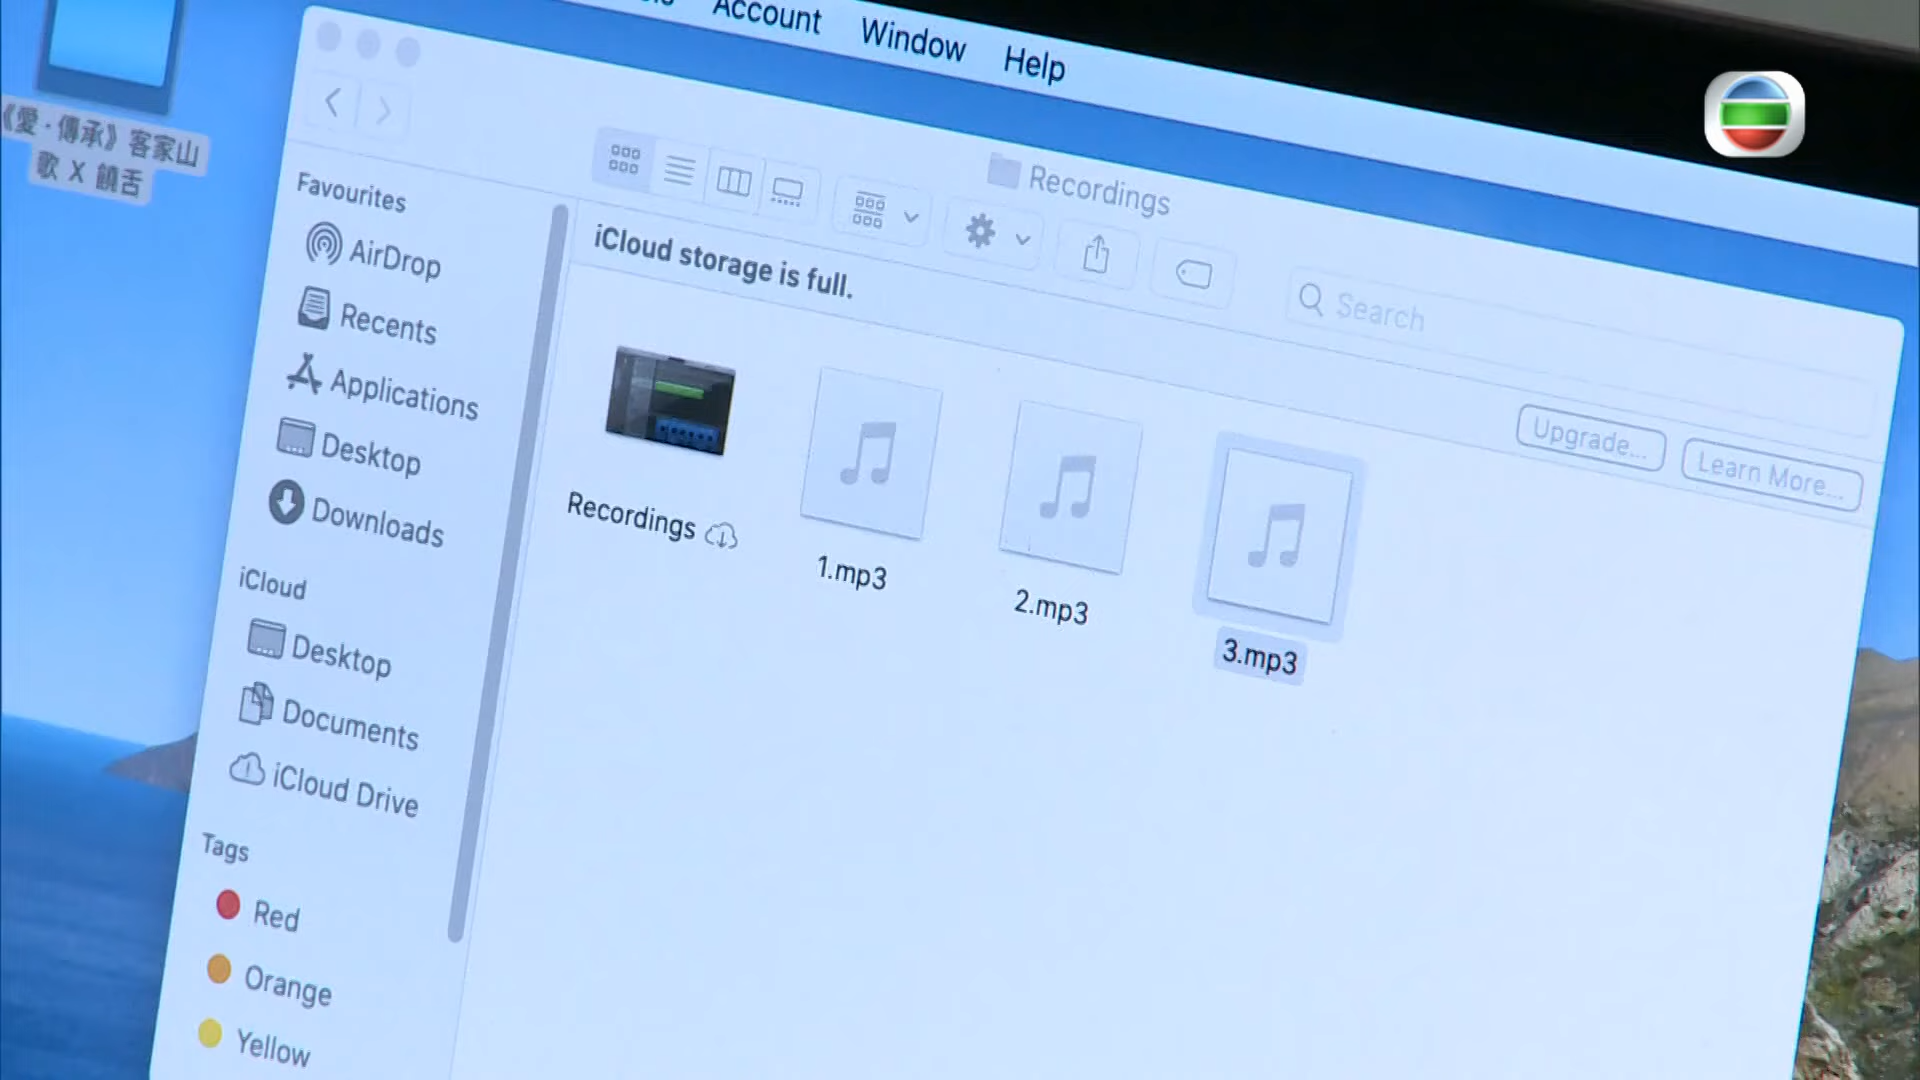 Account Window Help
《愛·傳承》客家山
歌 X 饒舌
Recordings
Search
iCloud storage is full.
Upgrade...
Learn More...
Favourites
AirDrop
Recents
Applications
Desktop
Downloads
iCloud
Desktop
Documents
iCloud Drive
Tags
Red
Orange
Yellow
Recordings
1.mp3
2.mp3
3.mp3